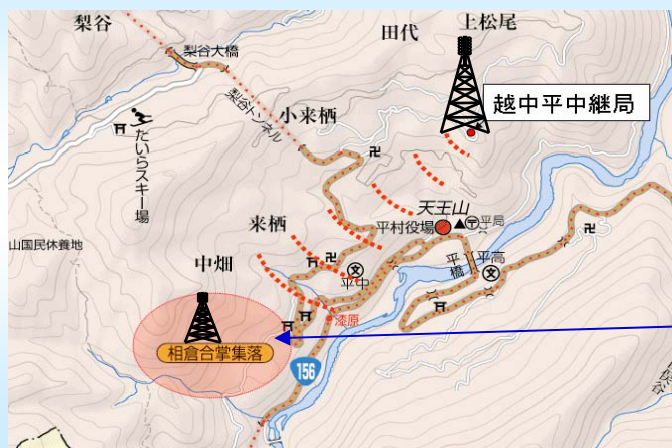 梨谷
田代
上松尾
梨谷大橋
越中平中継局
梨谷トンネル
小来栖
たいらスキー場
天王山
平村役場
平局
来栖
山国民休養地
中畑
平中
平橋
平高
漆原
相倉合掌集落
156